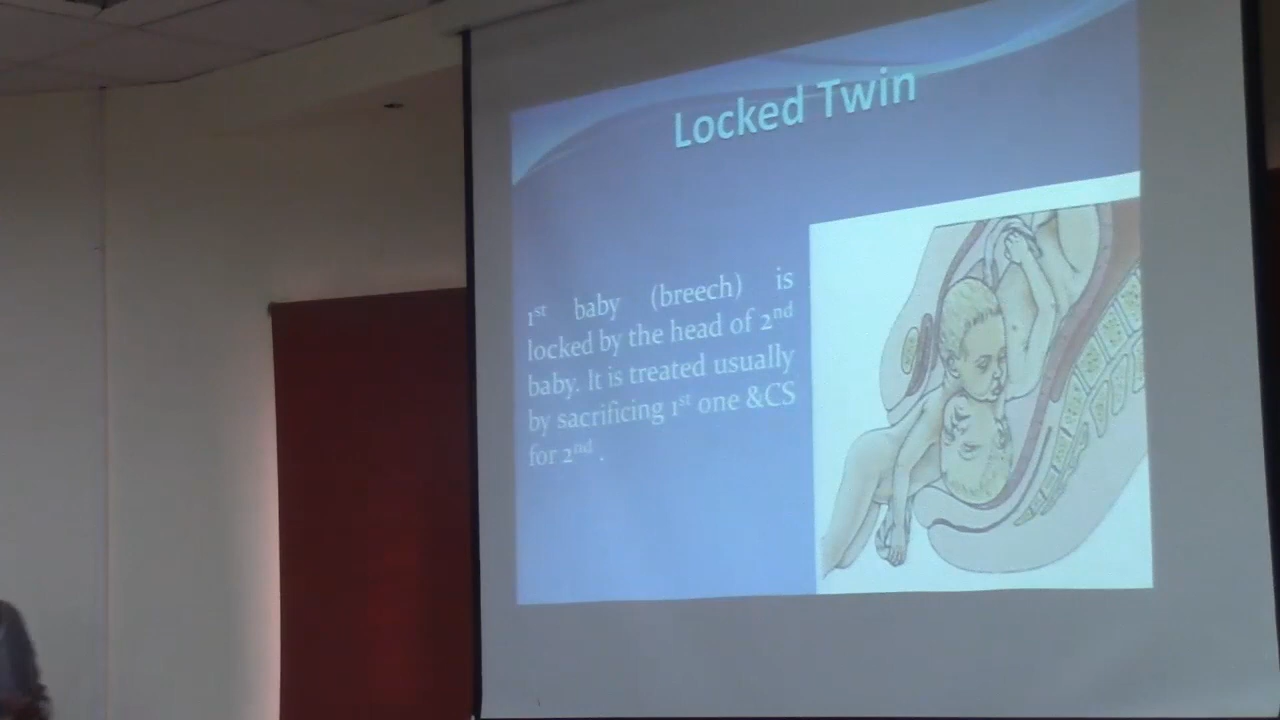 Locked Twin
1st baby (breech) is
locked by the head of 2nd
baby. It is treated usually
by sacrificing 1st one &CS
for 2nd .